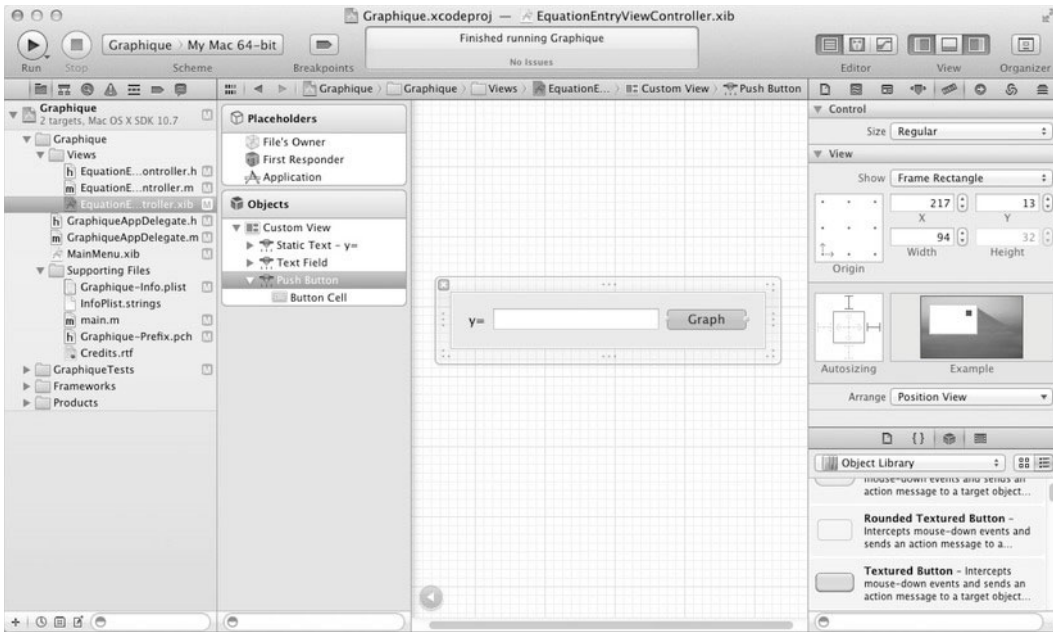 Graphique.xcodeproj — EquationEntryViewController.xib
Run
Stop
Graphique › My Mac 64-bit
Scheme
Breakpoints
Finished running Graphique
No Issues
Editor
View
Organizer
Graphique
2 targets, Mac OS X SDK 10.7
Graphique
Views
EquationE...ontroller.h
EquationE...ntroller.m
EquationE...troller.xib
GraphiqueAppDelegate.h
GraphiqueAppDelegate.m
MainMenu.xib
Supporting Files
Graphique-Info.plist
InfoPlist.strings
main.m
Graphique-Prefix.pch
Credits.rtf
GraphiqueTests
Frameworks
Products
Graphique › Graphique › Views › EquationE... › Custom View › Push Button
Placeholders
File's Owner
First Responder
Application
Objects
Custom View
Static Text - y=
Text Field
Push Button
Button Cell
y=
Graph
Control
Size Regular
View
Show Frame Rectangle
217 13
X Y
94 32
Width Height
Origin
Autosizing
Example
Arrange Position View
Object Library
mouse-down events and sends an
action message to a target object...
Rounded Textured Button –
Intercepts mouse-down events and
sends an action message to a...
Textured Button – Intercepts
mouse-down events and sends an
action message to a target object...